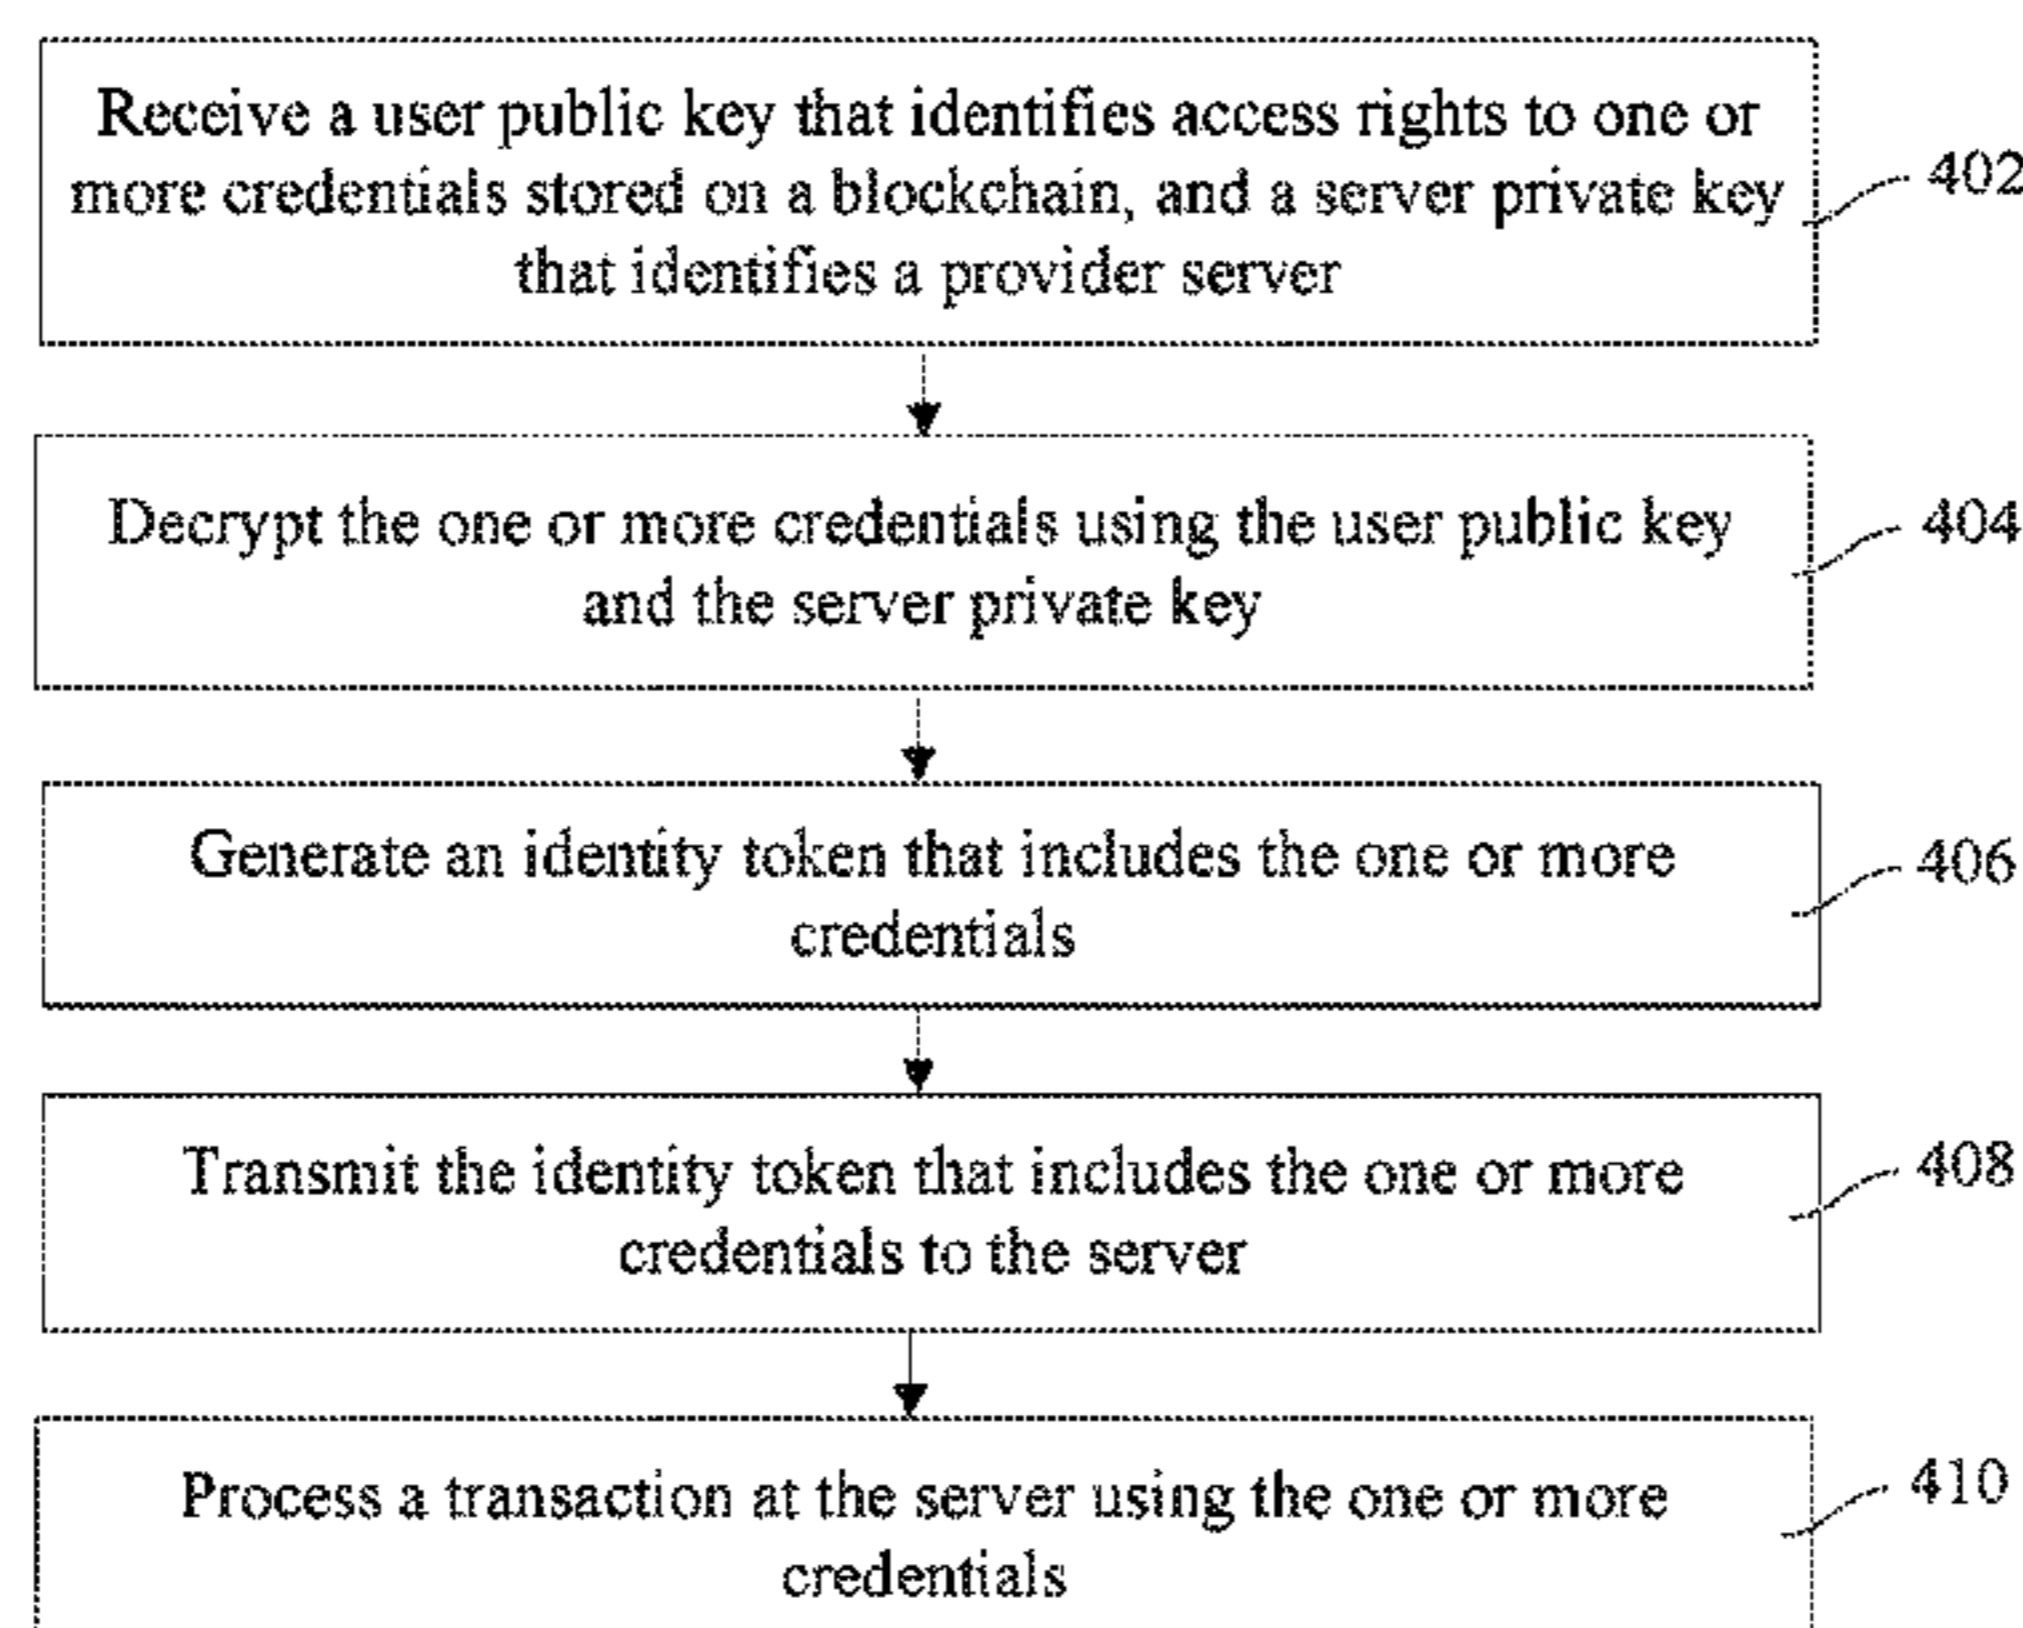 Receive a user public key that identifies access rights to one or
more credentials stored on a blockchain, and a server private key
that identifies a provider server
402
Decrypt the one or more credentials using the user public key
and the server private key
404
Generate an identity token that includes the one or more
credentials
406
Transmit the identity token that includes the one or more
credentials to the server
408
Process a transaction at the server using the one or more
credentials
410